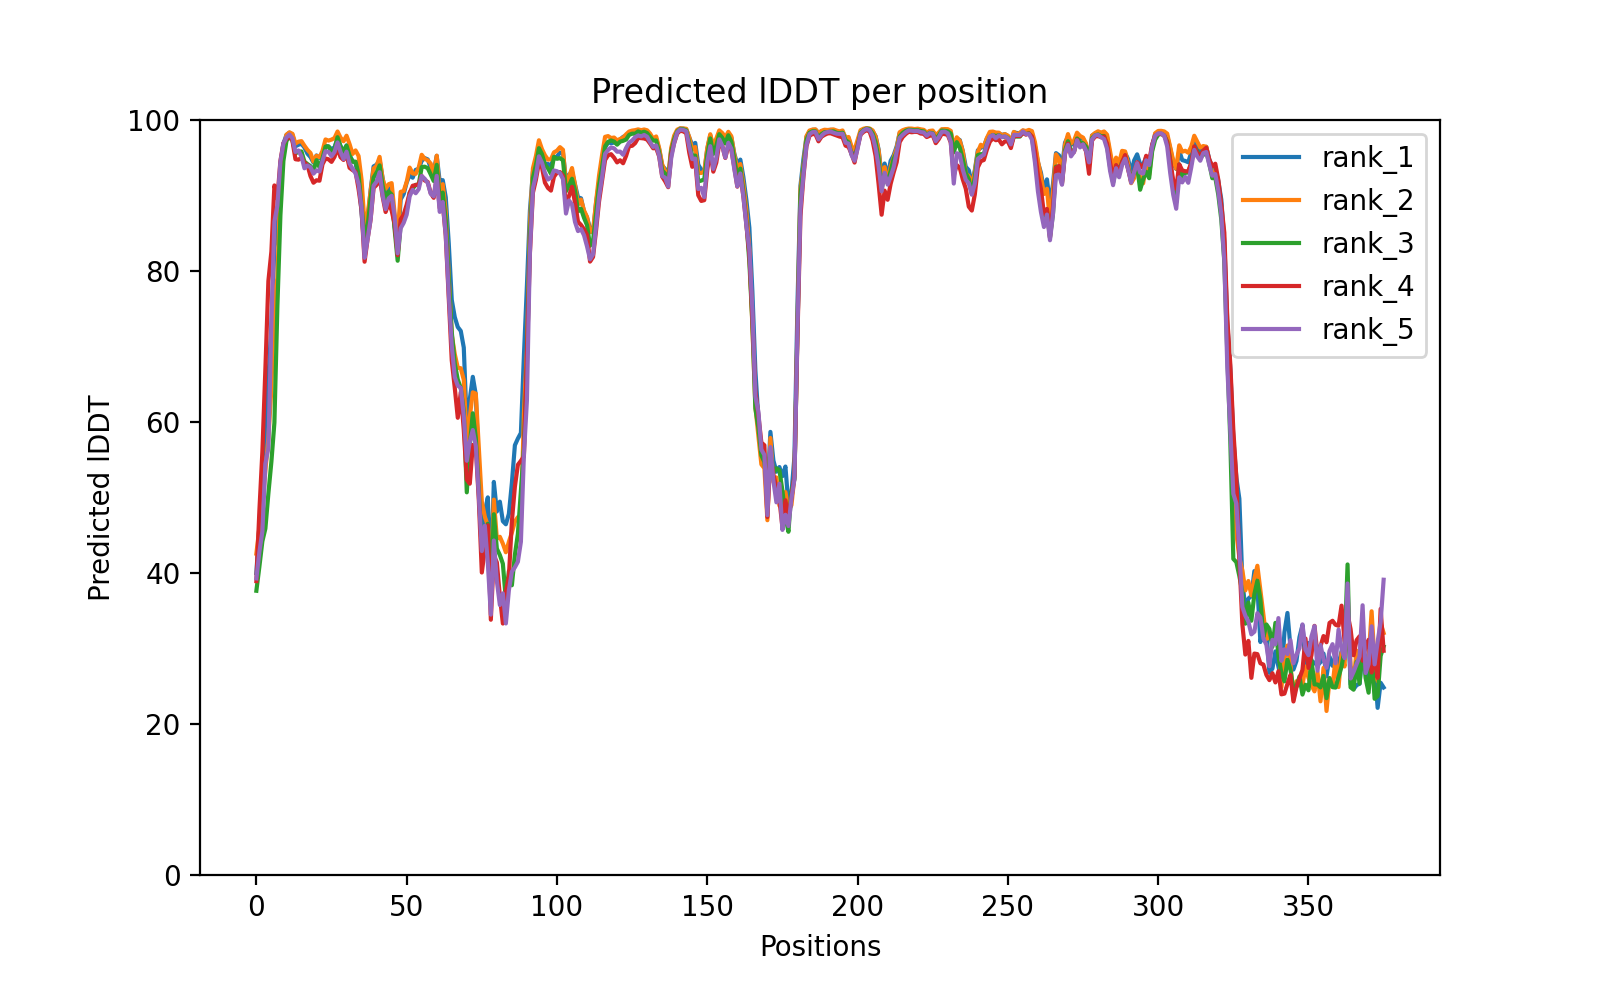 Predicted lDDT per position
100
80
60
40
20
0
Predicted lDDT
0 50 100 150 200 250 300 350
Positions
rank_1
rank_2
rank_3
rank_4
rank_5